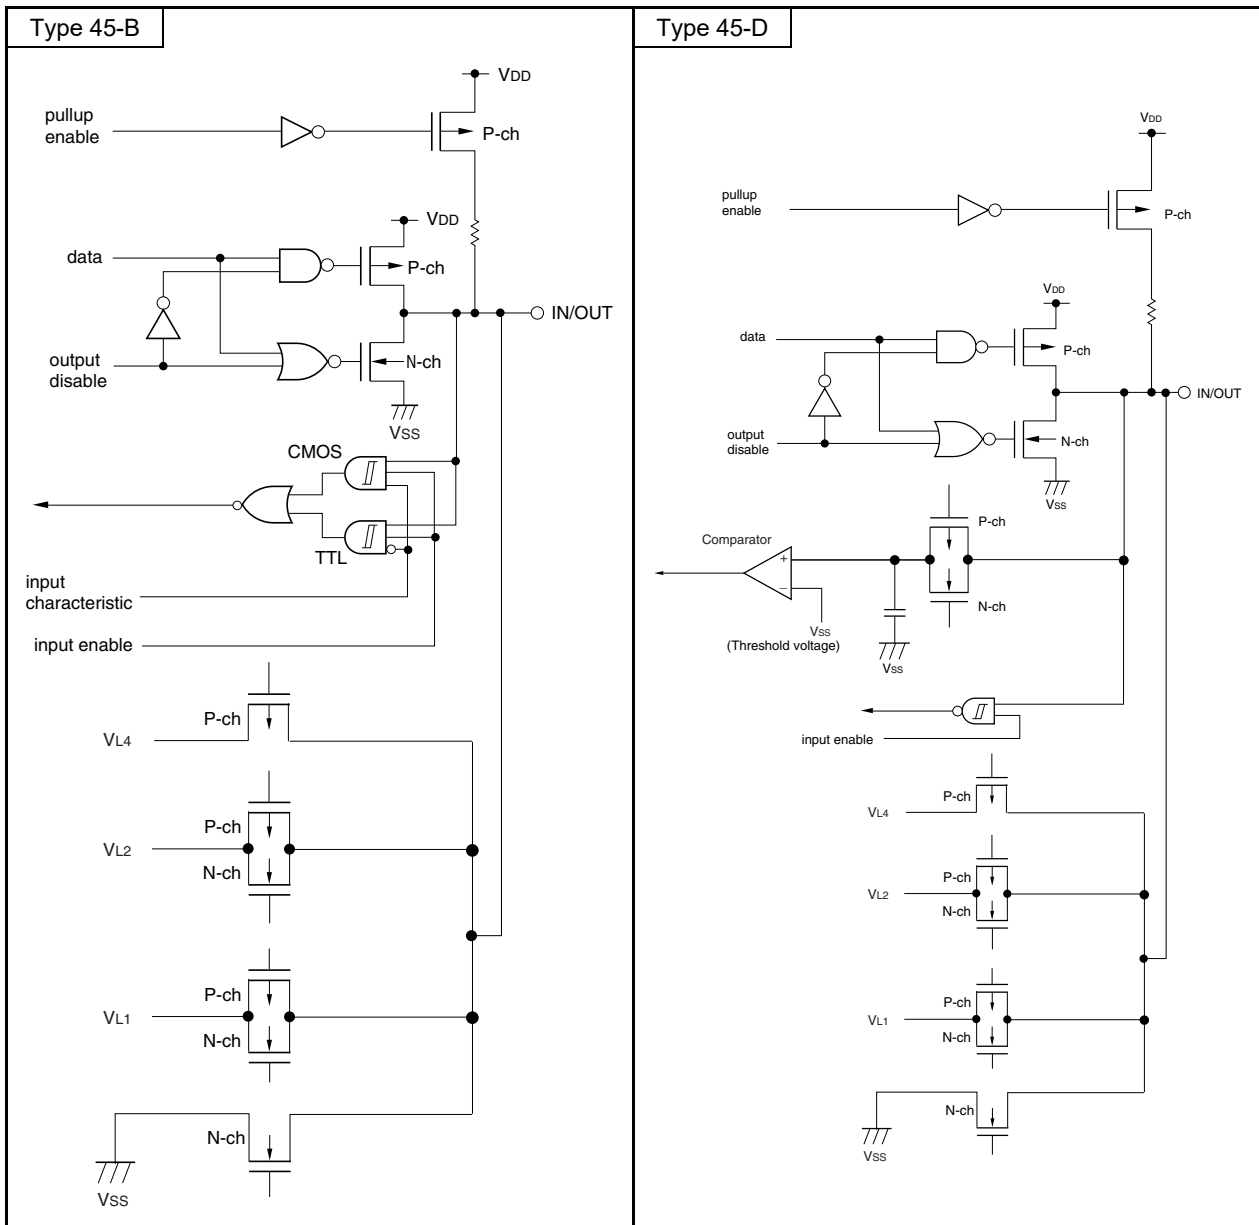 Type 45-B
VDD
pullup
enable
P-ch
VDD
data
P-ch
IN/OUT
output
disable
N-ch
VSS
CMOS
TTL
input
characteristic
input enable
P-ch
VL4
P-ch
VL2
N-ch
P-ch
VL1
N-ch
N-ch
VSS
Type 45-D
VDD
pullup
enable
P-ch
VDD
data
P-ch
IN/OUT
output
disable
N-ch
VSS
P-ch
Comparator
+
–
N-ch
VSS
(Threshold voltage)
VSS
input enable
P-ch
VL4
P-ch
VL2
N-ch
P-ch
VL1
N-ch
N-ch
VSS